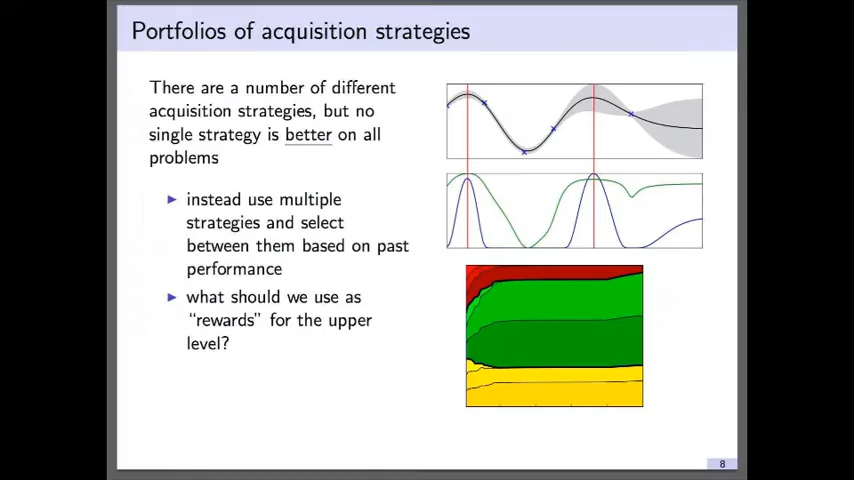 Portfolios of acquisition strategies
There are a number of different
acquisition strategies, but no
single strategy is better on all
problems
instead use multiple
strategies and select
between them based on past
performance
what should we use as
“rewards” for the upper
level?
8